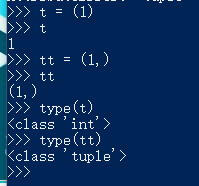 >>> t = (1)
>>> t
1
>>> tt = (1,)
>>> tt
(1,)
>>> type(t)
<class 'int'>
>>> type(tt)
<class 'tuple'>
>>>